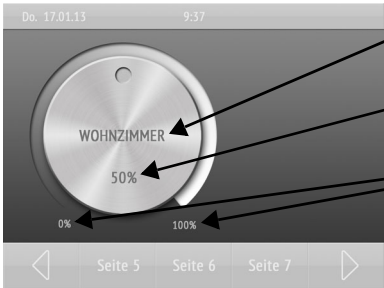 Do. 17.01.13 9:37
WOHNZIMMER
50%
0% 100%
Seite 5 Seite 6 Seite 7